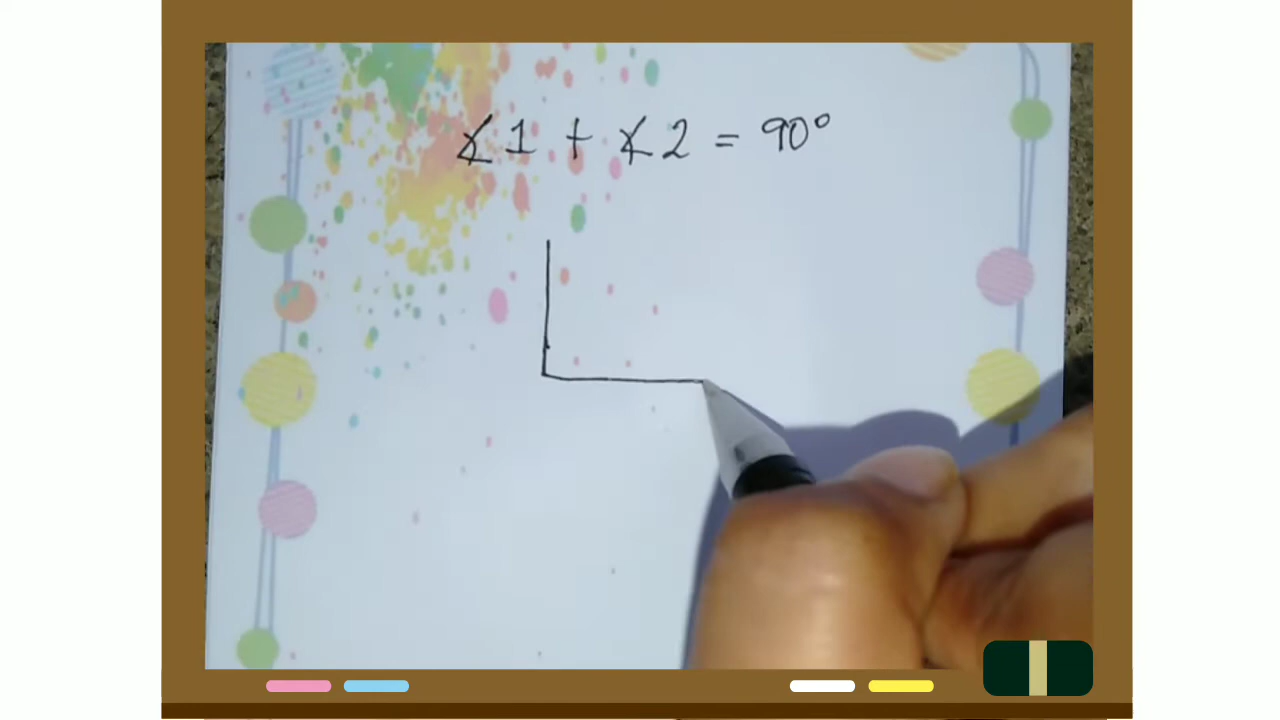 ∡1 + ∡2 = 90°